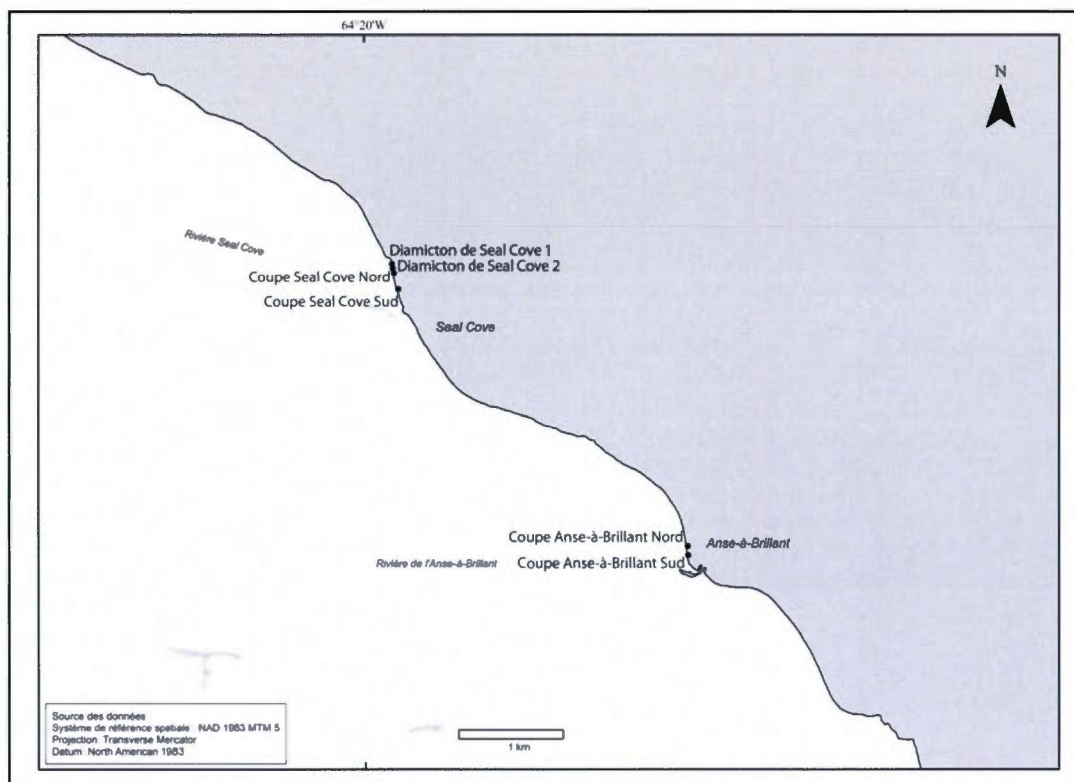 64°20'W
N
Rivière Seal Cove
Diamicton de Seal Cove 1
Diamicton de Seal Cove 2
Coupe Seal Cove Nord
Coupe Seal Cove Sud
Seal Cove
Coupe Anse-à-Brillant Nord
Anse-à-Brillant
Rivière de l'Anse-à-Brillant
Coupe Anse-à-Brillant Sud
Source des données
Système de référence spatiale NAD 1983 MTM 5
Projection Transverse Mercator
Datum North American 1983
1 km